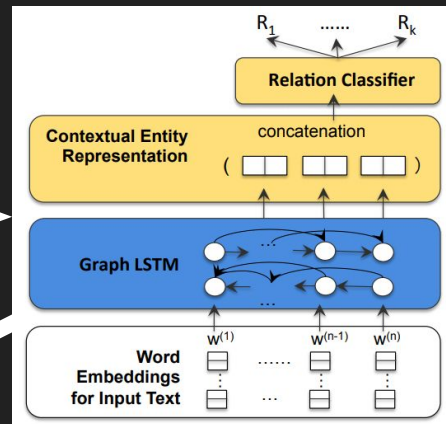 R1 ...... Rk
Relation Classifier
concatenation
Contextual Entity
Representation
( )
...
Graph LSTM
...
w(1) w(n-1) w(n)
Word
Embeddings
for Input Text
......
...